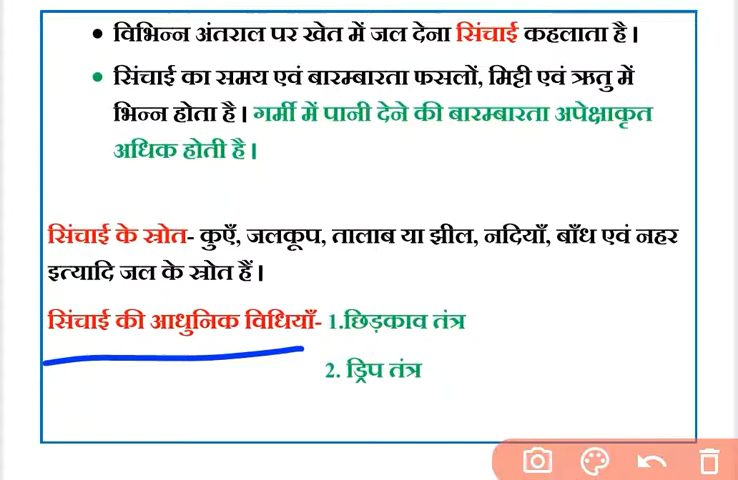 • विभिन्न अंतराल पर खेत में जल देना सिंचाई कहलाता है।
• सिंचाई का समय एवं बारम्बारता फसलों, मिट्टी एवं ऋतु में
भिन्न होता है। गर्मी में पानी देने की बारम्बारता अपेक्षाकृत
अधिक होती है।
सिंचाई के स्रोत- कुएँ, जलकूप, तालाब या झील, नदियाँ, बाँध एवं नहर
इत्यादि जल के स्रोत हैं।
सिंचाई की आधुनिक विधियाँ- 1.छिड़काव तंत्र
2. ड्रिप तंत्र